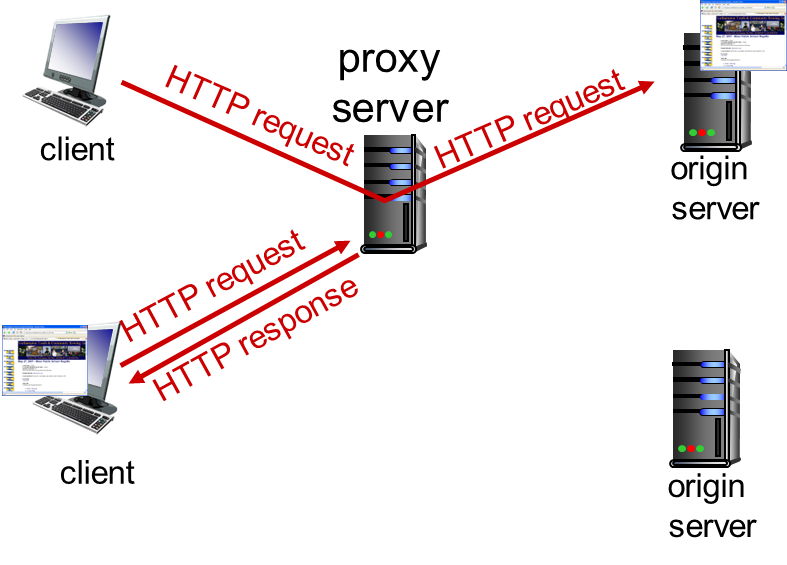 proxy
server
HTTP request
HTTP request
client
origin
server
HTTP request
HTTP response
client
origin
server